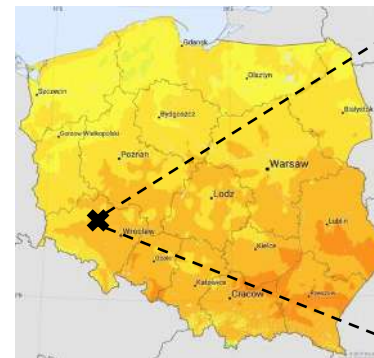 Gdansk
Olsztyn
Szczecin
Bialystok
Bydgoszcz
Gorzow Wielkopolski
Poznan
Warsaw
Lodz
Lublin
Wroclaw
Kielce
Opole
Katowice
Cracow
Rzeszow